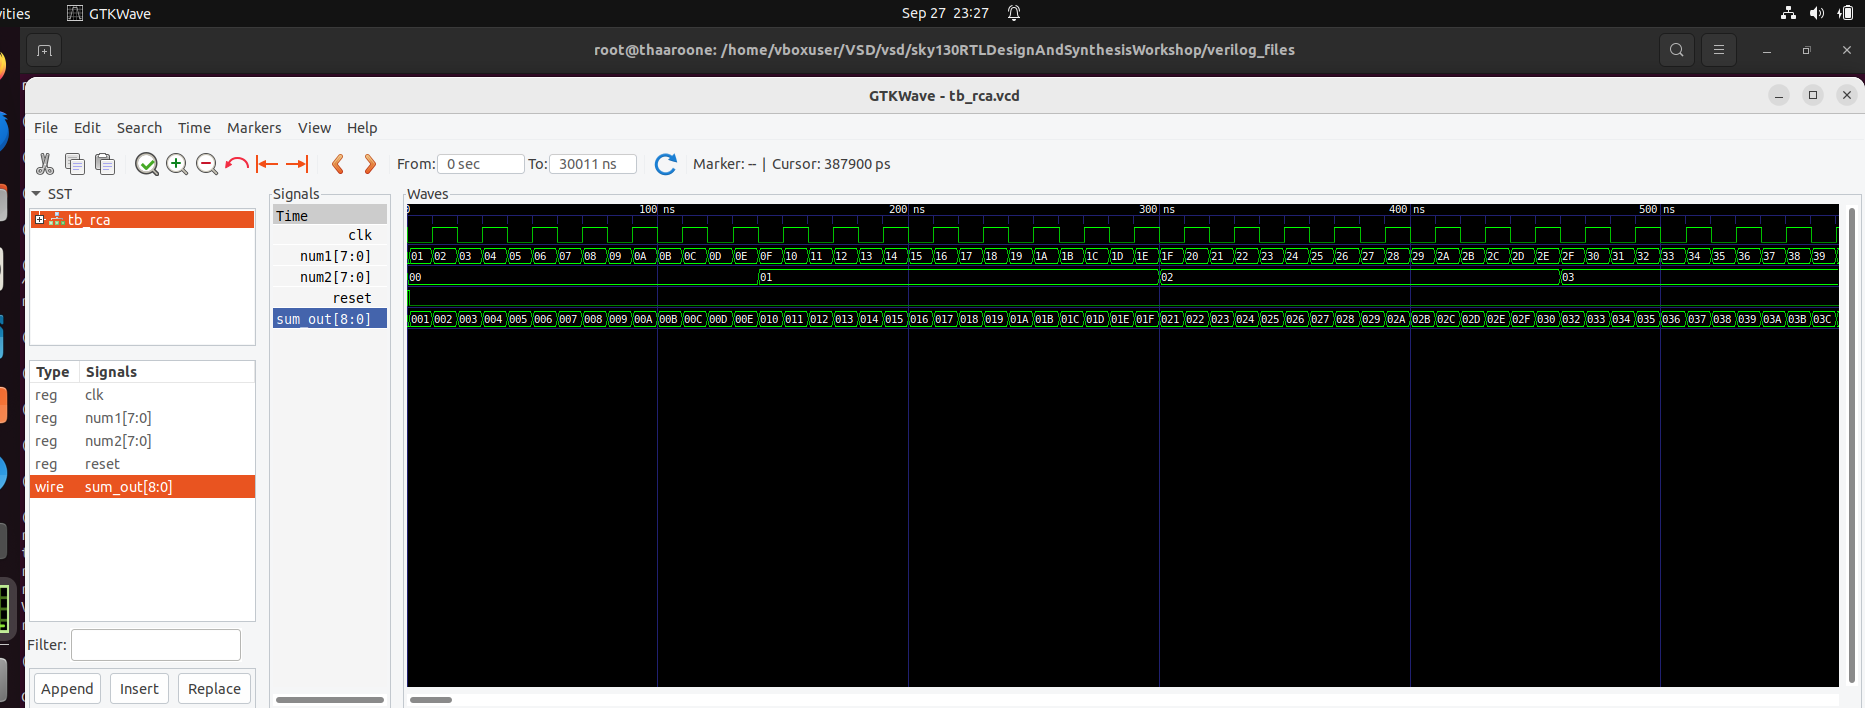 ities GTKWave Sep 27 23:27
root@thaaroone: /home/vboxuser/VSD/vsd/sky130RTLDesignAndSynthesisWorkshop/verilog_files
GTKWave - tb_rca.vcd
File Edit Search Time Markers View Help
From: 0 sec To: 30011 ns Marker: -- | Cursor: 387900 ps
SST
tb_rca
Type Signals
reg clk
reg num1[7:0]
reg num2[7:0]
reg reset
wire sum_out[8:0]
Filter:
Append Insert Replace
Signals
Time
clk
num1[7:0]
num2[7:0]
reset
sum_out[8:0]
Waves
0 100 ns 200 ns 300 ns 400 ns 500 ns
01 02 03 04 05 06 07 08 09 0A 0B 0C 0D 0E 0F 10 11 12 13 14 15 16 17 18 19 1A 1B 1C 1D 1E 1F 20 21 22 23 24 25 26 27 28 29 2A 2B 2C 2D 2E 2F 30 31 32 33 34 35 36 37 38 39
00 01 02 03
001 002 003 004 005 006 007 008 009 00A 00B 00C 00D 00E 010 011 012 013 014 015 016 017 018 019 01A 01B 01C 01D 01E 01F 021 022 023 024 025 026 027 028 029 02A 02B 02C 02D 02E 02F 030 032 033 034 035 036 037 038 039 03A 03B 03C